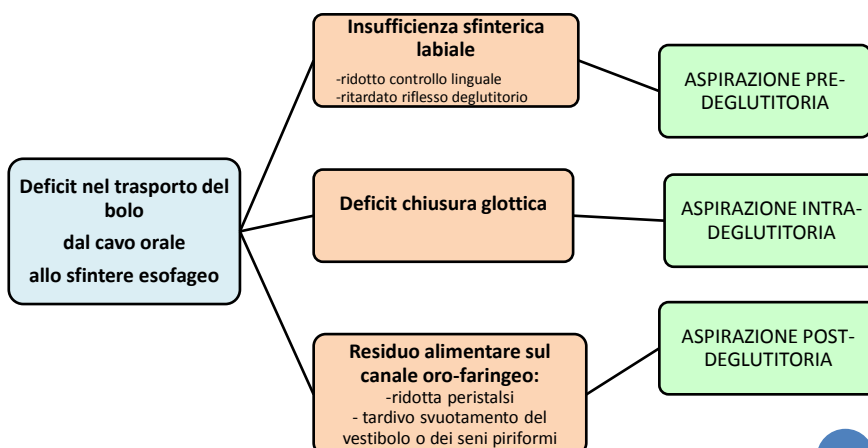 Deficit nel trasporto del
bolo
dal cavo orale
allo sfintere esofageo
Insufficienza sfinterica
labiale
-ridotto controllo linguale
-ritardato riflesso deglutitorio
ASPIRAZIONE PRE-
DEGLUTITORIA
Deficit chiusura glottica
ASPIRAZIONE INTRA-
DEGLUTITORIA
Residuo alimentare sul
canale oro-faringeo:
-ridotta peristalsi
- tardivo svuotamento del
vestibolo o dei seni piriformi
ASPIRAZIONE POST-
DEGLUTITORIA